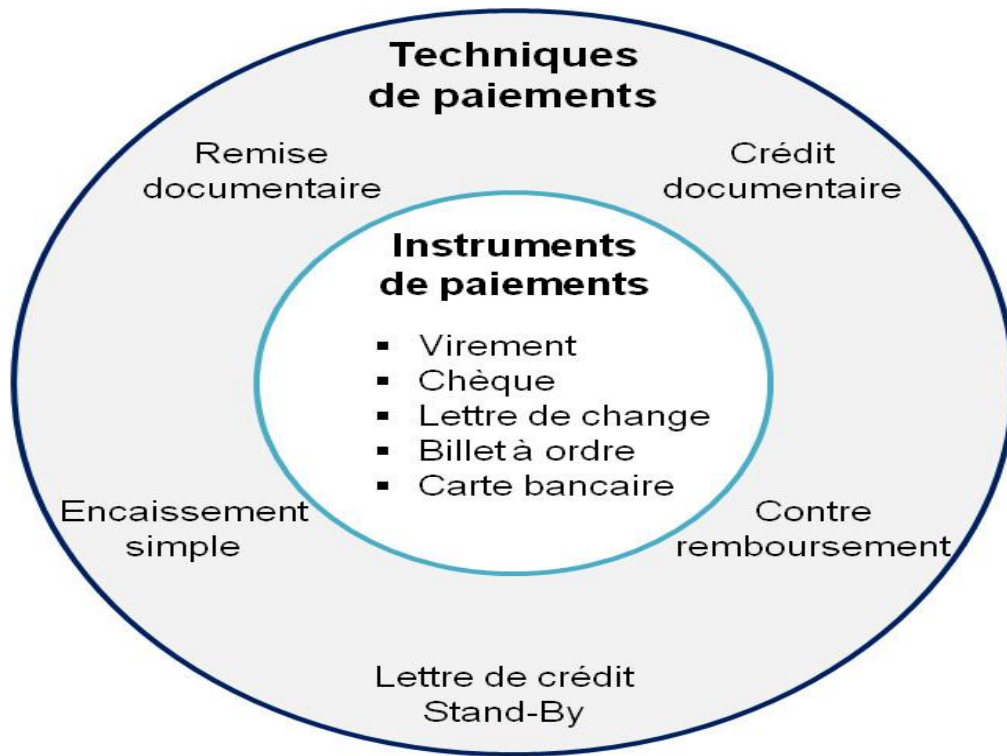 Techniques
de paiements
Remise
documentaire
Crédit
documentaire
Instruments
de paiements
▪ Virement
▪ Chèque
▪ Lettre de change
▪ Billet à ordre
▪ Carte bancaire
Encaissement
simple
Contre
remboursement
Lettre de crédit
Stand-By